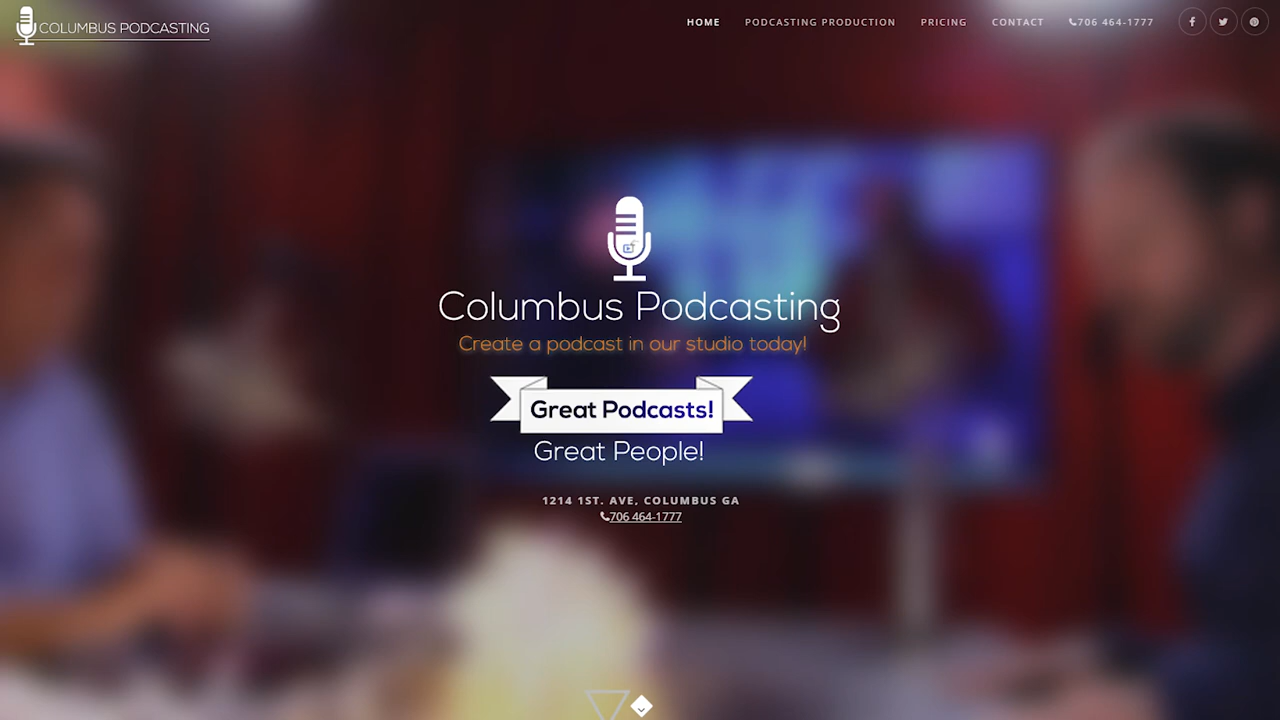 COLUMBUS PODCASTING
HOME PODCASTING PRODUCTION PRICING CONTACT 706 464-1777
Columbus Podcasting
Create a podcast in our studio today!
Great Podcasts!
Great People!
1214 1ST. AVE, COLUMBUS GA
706 464-1777